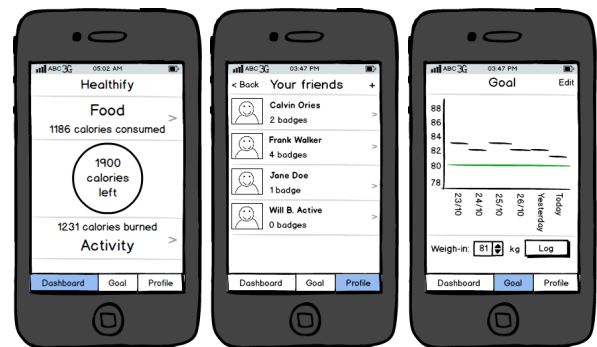 ABC 3G 05:02 AM
Healthify
Food
>
1186 calories consumed
1900
calories
left
1231 calories burned
>
Activity
Dashboard Goal Profile
ABC 3G 03:47 PM
< Back Your friends +
Calvin Ories
2 badges >
Frank Walker
4 badges >
Jane Doe
1 badge >
Will B. Active
0 badges >
Dashboard Goal Profile
ABC 3G 03:47 PM
Goal Edit
88
86
84
82
80
78
23/10 24/10 25/10 26/10 Yesterday Today
Weigh-in: 81 kg Log
Dashboard Goal Profile